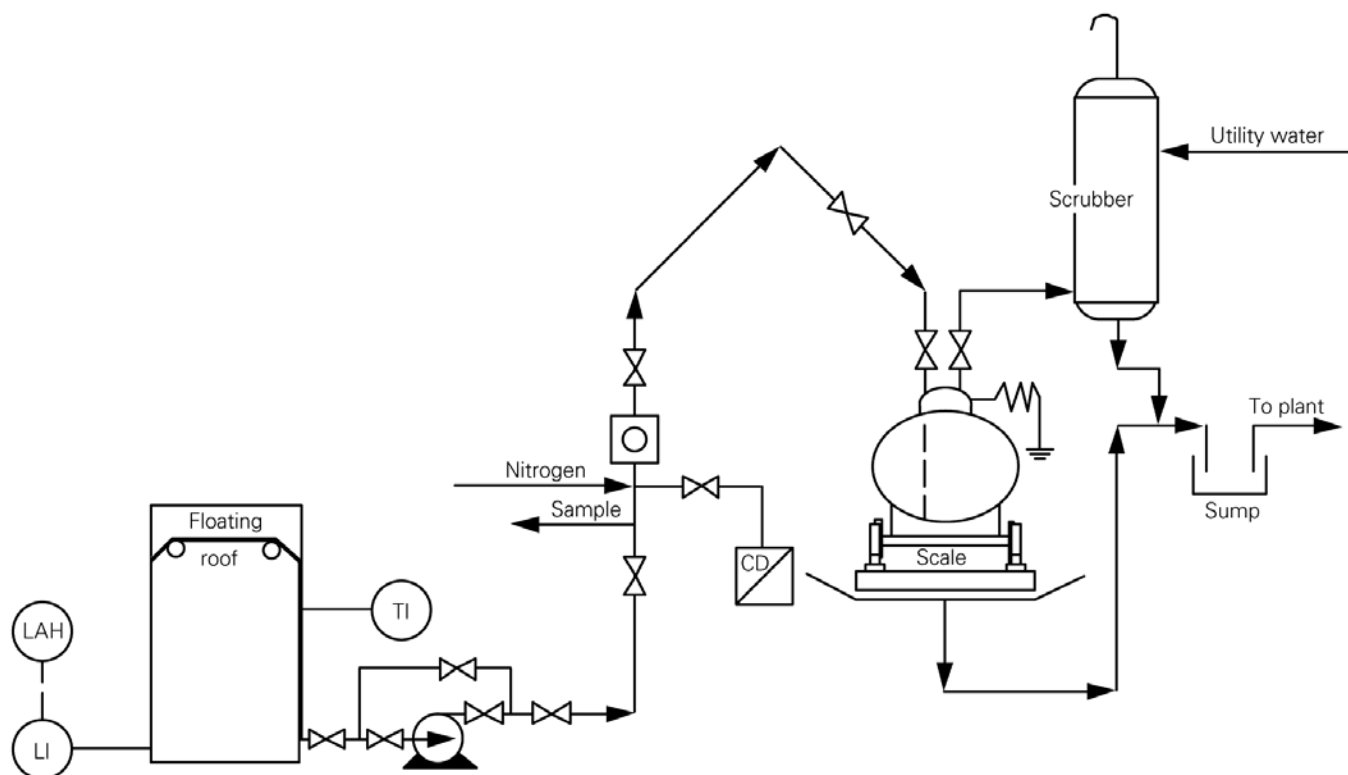 Utility water
Scrubber
Nitrogen
Sample
To plant
Sump
Floating
roof
CD
Scale
TI
LAH
LI